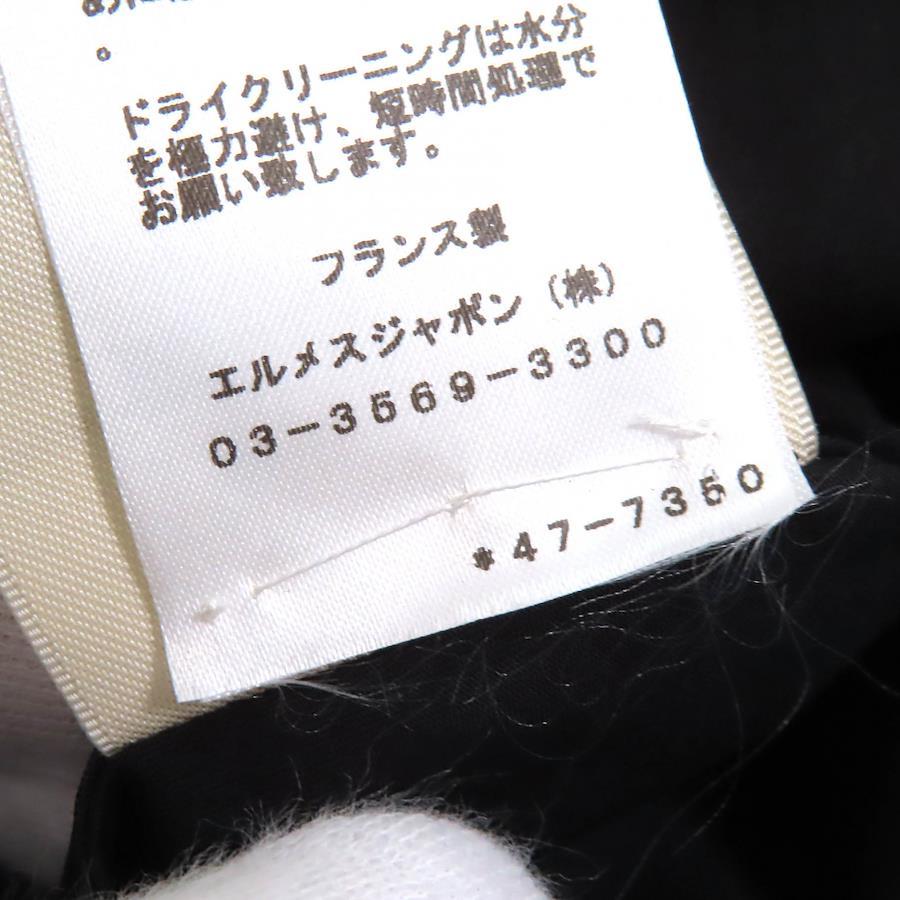 。
ドライクリーニングは水分
を極力避け、短時間処理で
お願い致します。
フランス製
エルメスジャポン（株）
03-3569-3300
*47-7350